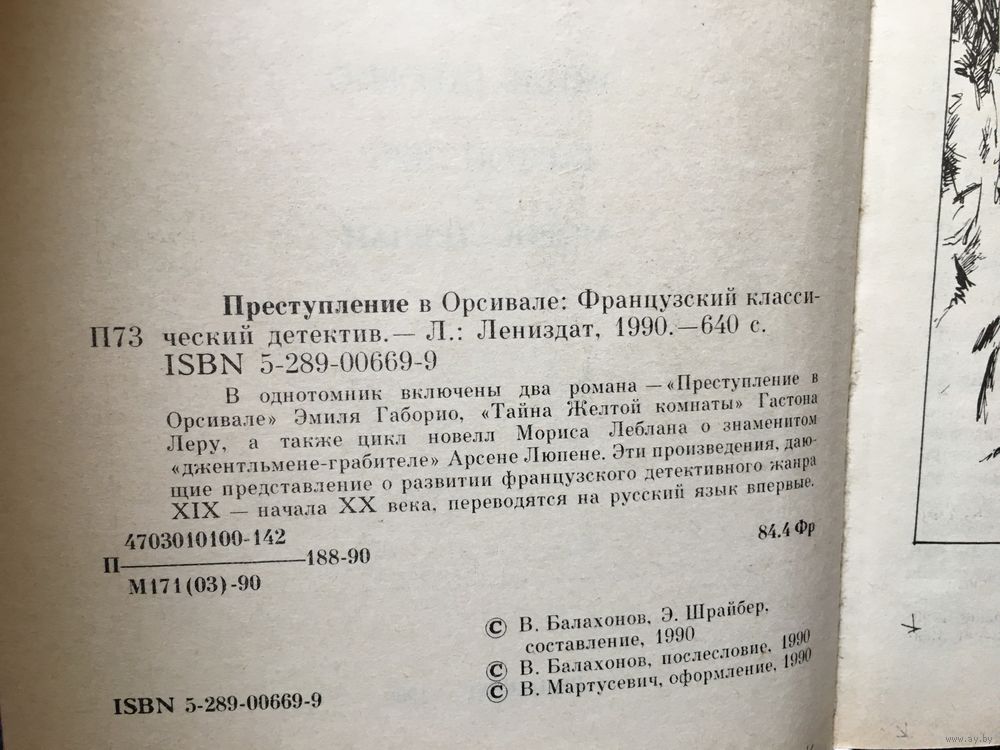 Преступление в Орсивале: Французский класси-
П73 ческий детектив.— Л.: Лениздат, 1990.—640 с.
ISBN 5-289-00669-9
В однотомник включены два романа —«Преступление в
Орсивале» Эмиля Габорио, «Тайна Желтой комнаты» Гастона
Леру, а также цикл новелл Мориса Леблана о знаменитом
«джентльмене-грабителе» Арсене Люпене. Эти произведения, даю-
щие представление о развитии французского детективного жанра
XIX — начала XX века, переводятся на русский язык впервые.
4703010100-142
П————188-90
М171(03)-90
84.4 Фр
© В. Балахонов, Э. Шрайбер,
составление, 1990
© В. Балахонов, послесловие, 1990
© В. Мартусевич, оформление, 1990
ISBN 5-289-00669-9
www.ay.by